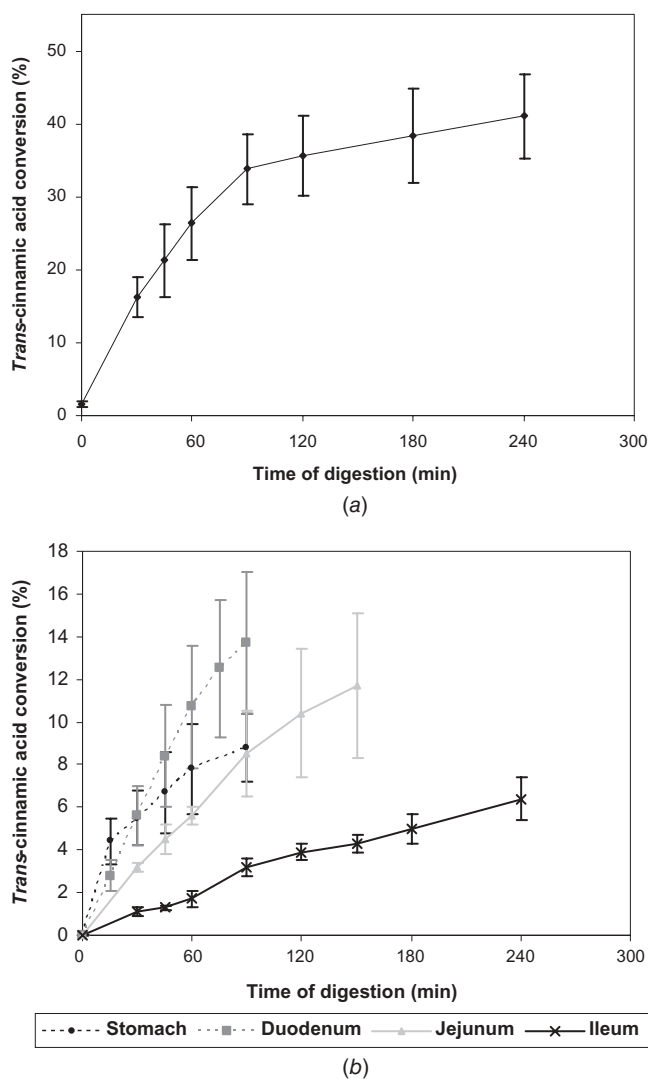 Trans-cinnamic acid conversion (%)
50
40
30
20
10
0
0 60 120 180 240 300
Time of digestion (min)
(a)
Trans-cinnamic acid conversion (%)
18
16
14
12
10
8
6
4
2
0
0 60 120 180 240 300
Time of digestion (min)
Stomach Duodenum Jejunum Ileum
(b)